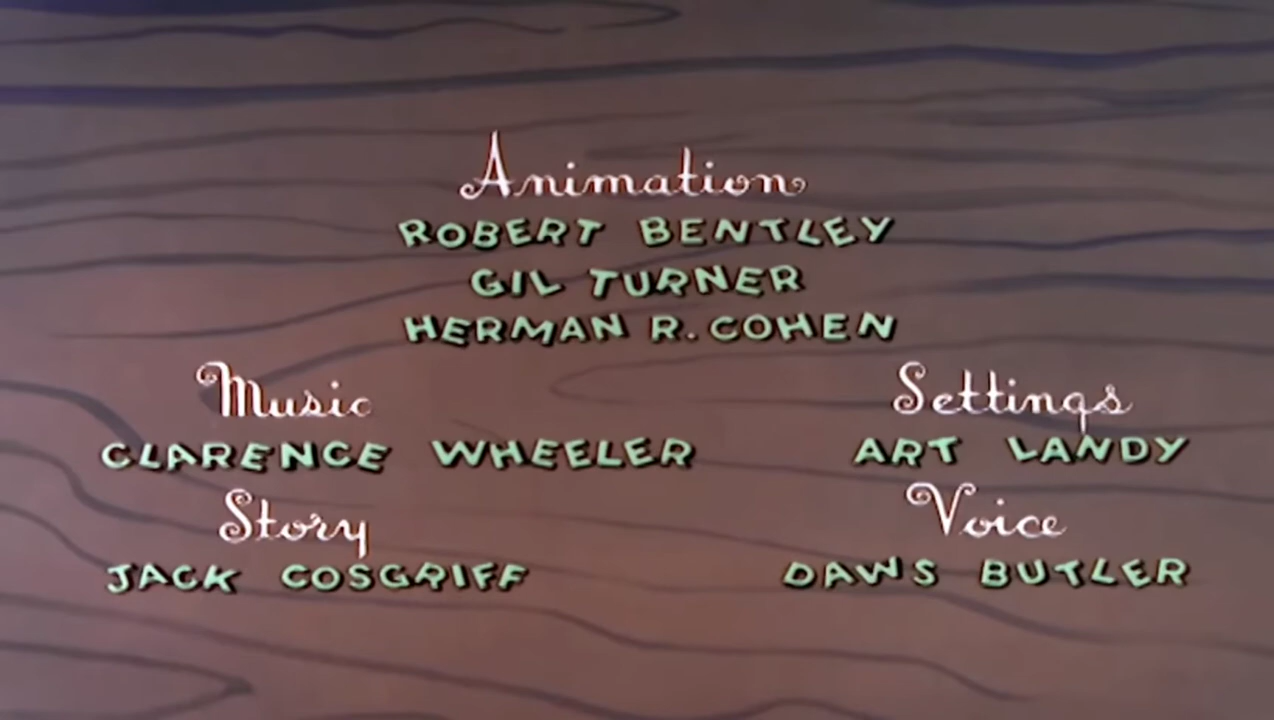 Animation
ROBERT BENTLEY
GIL TURNER
HERMAN R. COHEN
Music
CLARENCE WHEELER
Settings
ART LANDY
Story
JACK COSGRIFF
Voice
DAWS BUTLER